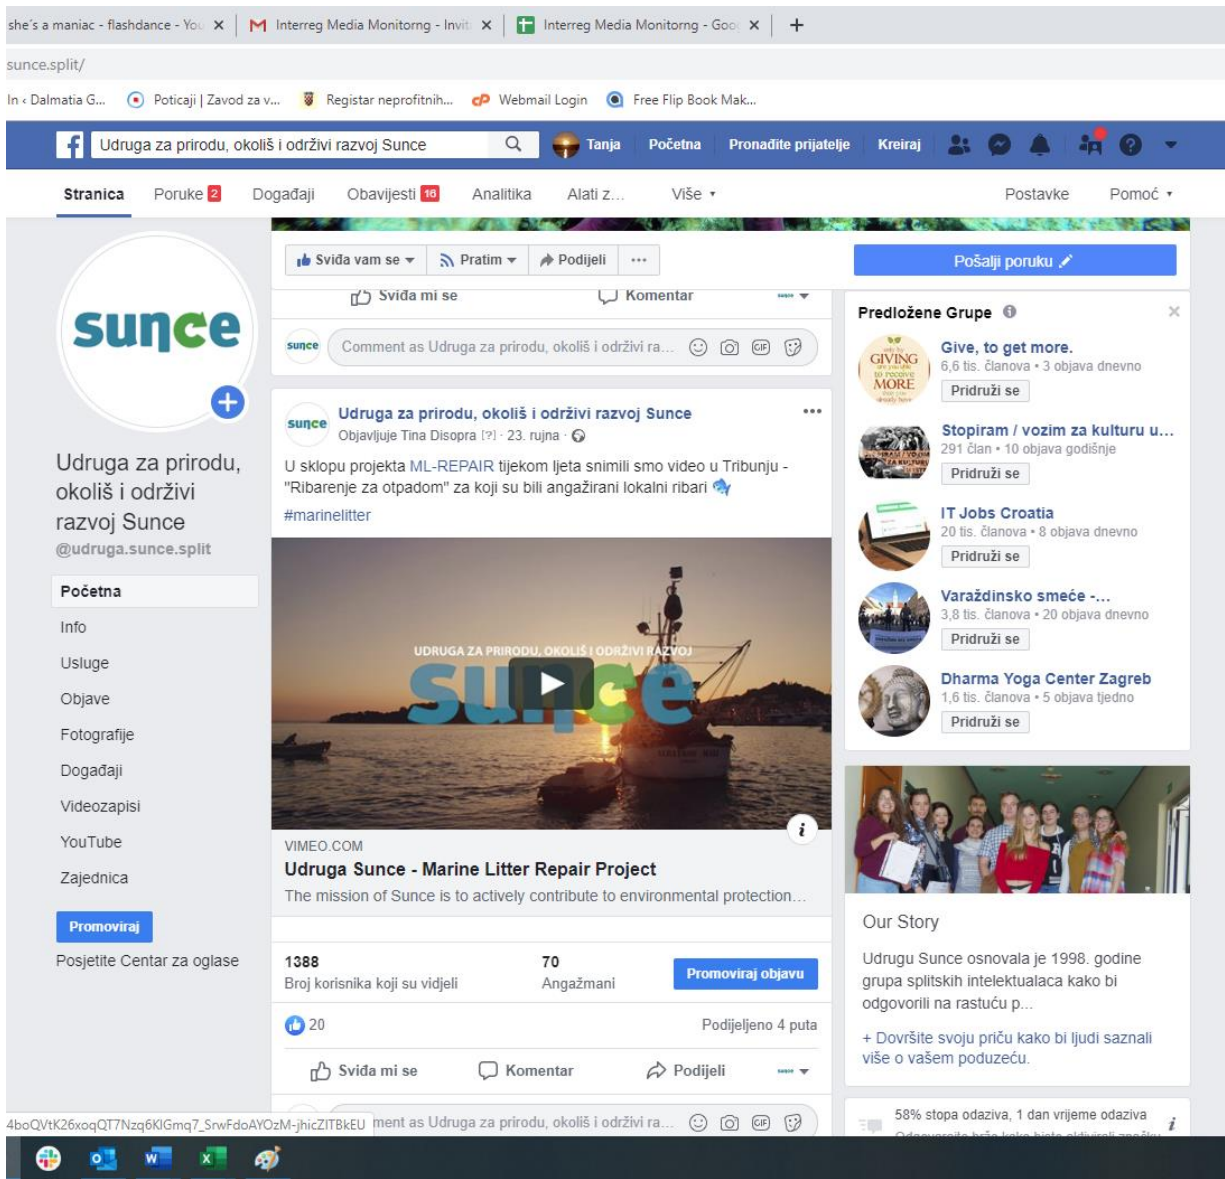 she's a maniac - flashdance - You
Interreg Media Monitorng - Invit
Interreg Media Monitorng - Goo
sunce.split/
In ‹ Dalmatia G...
Poticaji | Zavod za v...
Registar neprofitnih...
Webmail Login
Free Flip Book Mak...
Udruga za prirodu, okoliš i održivi razvoj Sunce
Tanja
Početna
Pronađite prijatelje
Kreiraj
Stranica
Poruke 2
Događaji
Obavijesti 16
Analitika
Alati z...
Više
Postavke
Pomoć
Sviđa vam se
Pratim
Podijeli
Pošalji poruku
sunce
Udruga za prirodu,
okoliš i održivi
razvoj Sunce
@udruga.sunce.split
Početna
Info
Usluge
Objave
Fotografije
Događaji
Videozapisi
YouTube
Zajednica
Promoviraj
Posjetite Centar za oglase
Sviđa mi se
Komentar
sunce
sunce
Comment as Udruga za prirodu, okoliš i održivi ra...
GIF
sunce
Udruga za prirodu, okoliš i održivi razvoj Sunce
Objavljuje Tina Disopra [?] · 23. rujna ·
U sklopu projekta ML-REPAIR tijekom ljeta snimili smo video u Tribunju -
"Ribarenje za otpadom" za koji su bili angažirani lokalni ribari
#marinelitter
UDRUGA ZA PRIRODU, OKOLIŠ I ODRŽIVI RAZVOJ
sunce
VIMEO.COM
Udruga Sunce - Marine Litter Repair Project
The mission of Sunce is to actively contribute to environmental protection...
1388
Broj korisnika koji su vidjeli
70
Angažmani
Promoviraj objavu
20
Podijeljeno 4 puta
Sviđa mi se
Komentar
Podijeli
sunce
ment as Udruga za prirodu, okoliš i održivi ra...
GIF
Predložene Grupe
GIVING
to receive
MORE
Give, to get more.
6,6 tis. članova • 3 objava dnevno
Pridruži se
Stopiram / vozim za kulturu u...
291 član • 10 objava godišnje
Pridruži se
IT Jobs Croatia
20 tis. članova • 8 objava dnevno
Pridruži se
Varaždinsko smeće -...
3,8 tis. članova • 20 objava dnevno
Pridruži se
Dharma Yoga Center Zagreb
1,6 tis. članova • 5 objava tjedno
Pridruži se
Our Story
Udrugu Sunce osnovala je 1998. godine
grupa splitskih intelektualaca kako bi
odgovorili na rastuću p...
+ Dovršite svoju priču kako bi ljudi saznali
više o vašem poduzeću.
58% stopa odaziva, 1 dan vrijeme odaziva